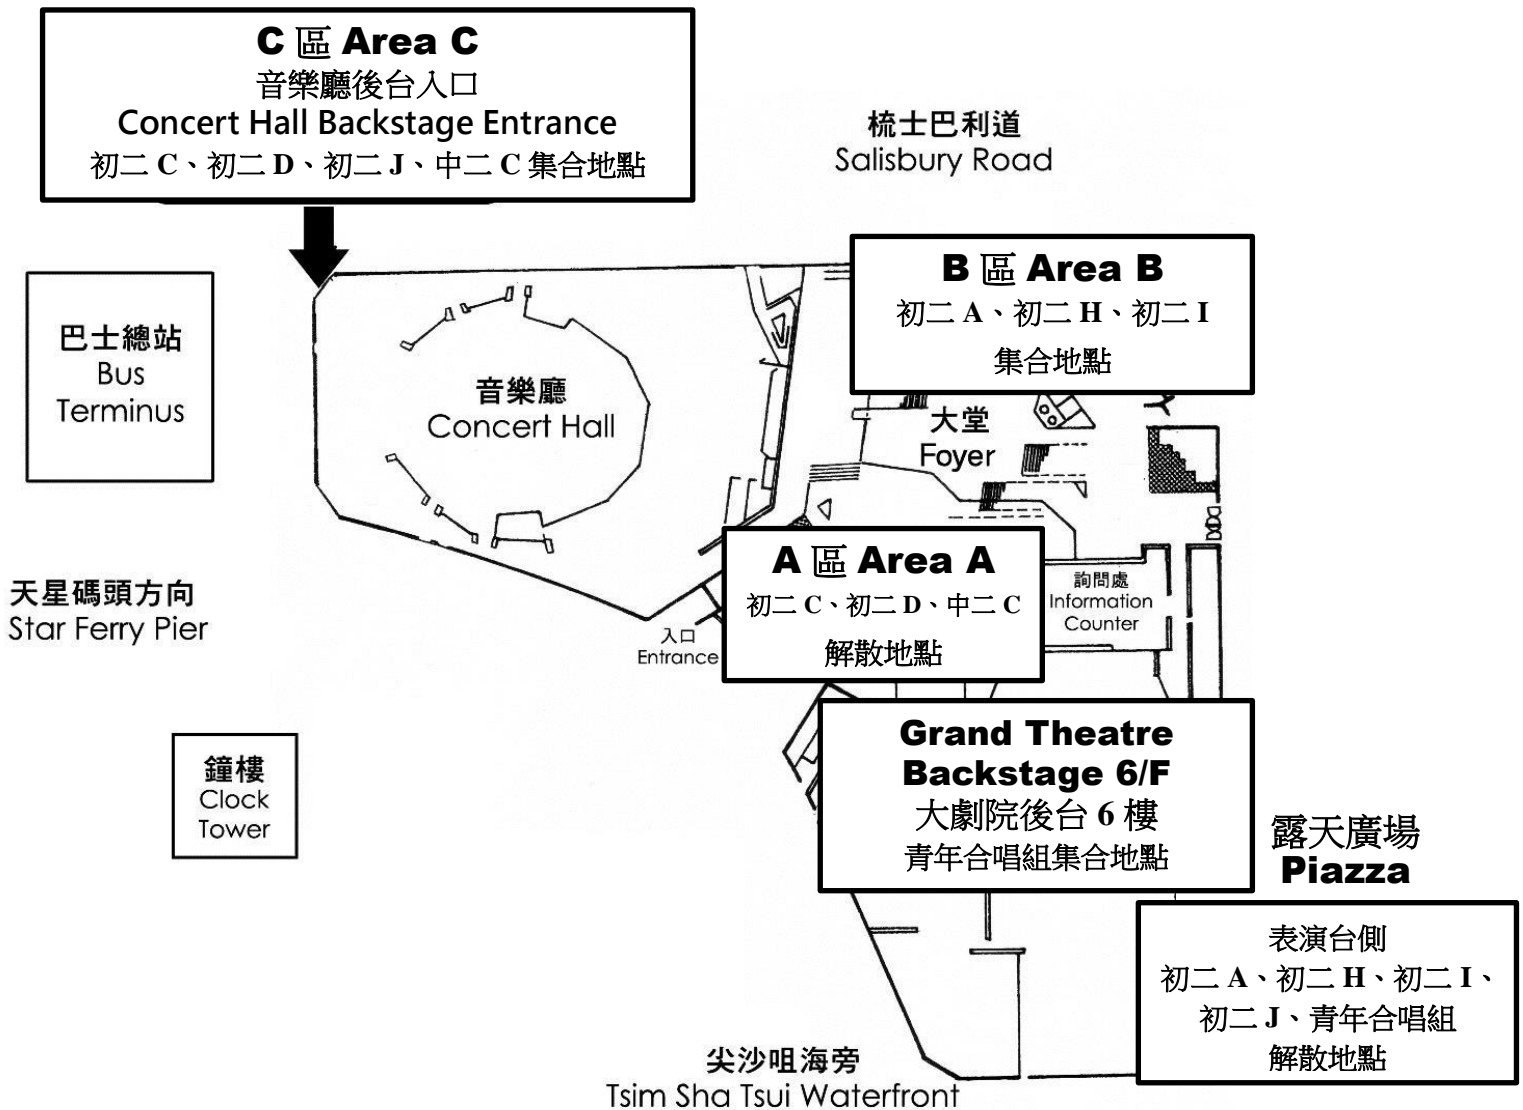 C 區 Area C
音樂廳後台入口
Concert Hall Backstage Entrance
初二 C、初二 D、初二 J、中二 C 集合地點
梳士巴利道
Salisbury Road
B 區 Area B
初二 A、初二 H、初二 I
集合地點
巴士總站
Bus
Terminus
音樂廳
Concert Hall
大堂
Foyer
A 區 Area A
初二 C、初二 D、中二 C
解散地點
詢問處
Information
Counter
天星碼頭方向
Star Ferry Pier
入口
Entrance
Grand Theatre
Backstage 6/F
大劇院後台 6 樓
青年合唱組集合地點
鐘樓
Clock
Tower
露天廣場
Piazza
表演台側
初二 A、初二 H、初二 I、
初二 J、青年合唱組
解散地點
尖沙咀海旁
Tsim Sha Tsui Waterfront